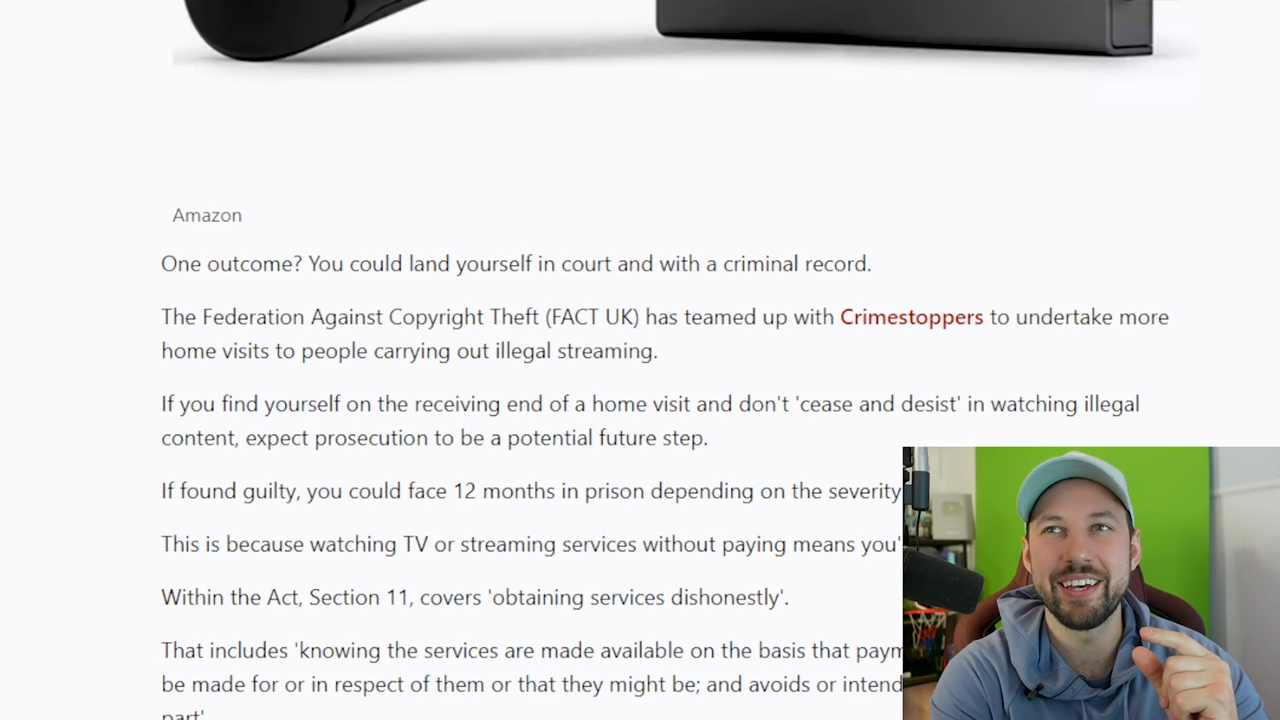 Amazon
One outcome? You could land yourself in court and with a criminal record.
The Federation Against Copyright Theft (FACT UK) has teamed up with Crimestoppers to undertake more
home visits to people carrying out illegal streaming.
If you find yourself on the receiving end of a home visit and don't 'cease and desist' in watching illegal
content, expect prosecution to be a potential future step.
If found guilty, you could face 12 months in prison depending on the severity
This is because watching TV or streaming services without paying means you'
Within the Act, Section 11, covers 'obtaining services dishonestly'.
That includes 'knowing the services are made available on the basis that paym
be made for or in respect of them or that they might be; and avoids or intend
part'